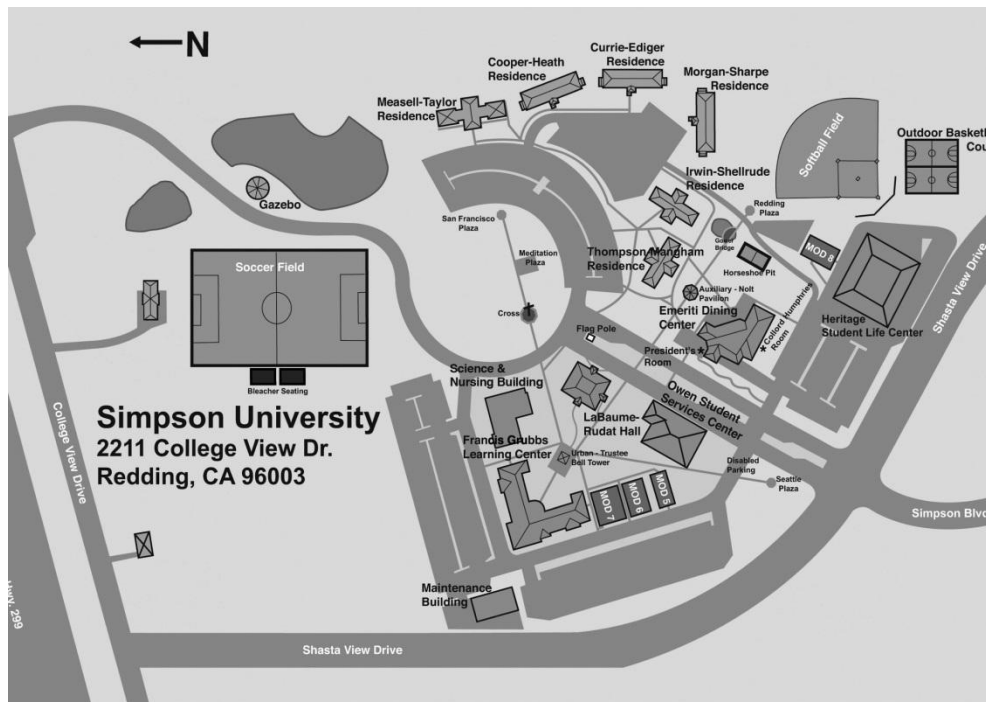 N
Currie-Ediger
Residence
Cooper-Heath
Residence
Morgan-Sharpe
Residence
Measell-Taylor
Residence
Softball Field
Outdoor Basketb
Cou
Irwin-Shellrude
Residence
Gazebo
San Francisco
Plaza
Redding
Plaza
Bridge
MOD 8
Thompson/Mangham
Residence
Meditation
Plaza
Horseshoe Pit
Soccer Field
Auxiliary - Nolt
Pavilion
Emeriti Dining
Center
Cross
Collord Humphries
Room
Heritage
Student Life Center
Shasta View Drive
Flag Pole
President's
Room
Science &
Nursing Building
Bleacher Seating
Owen Student
Services Center
Simpson University
2211 College View Dr.
Redding, CA 96003
LaBaume-
Rudat Hall
College View Drive
Francis Grubbs
Learning Center
Urban - Trustee
Bell Tower
Disabled
Parking
Seattle
Plaza
MOD 7
MOD 6
MOD 5
Simpson Blvd
Maintenance
Building
Hwy. 299
Shasta View Drive